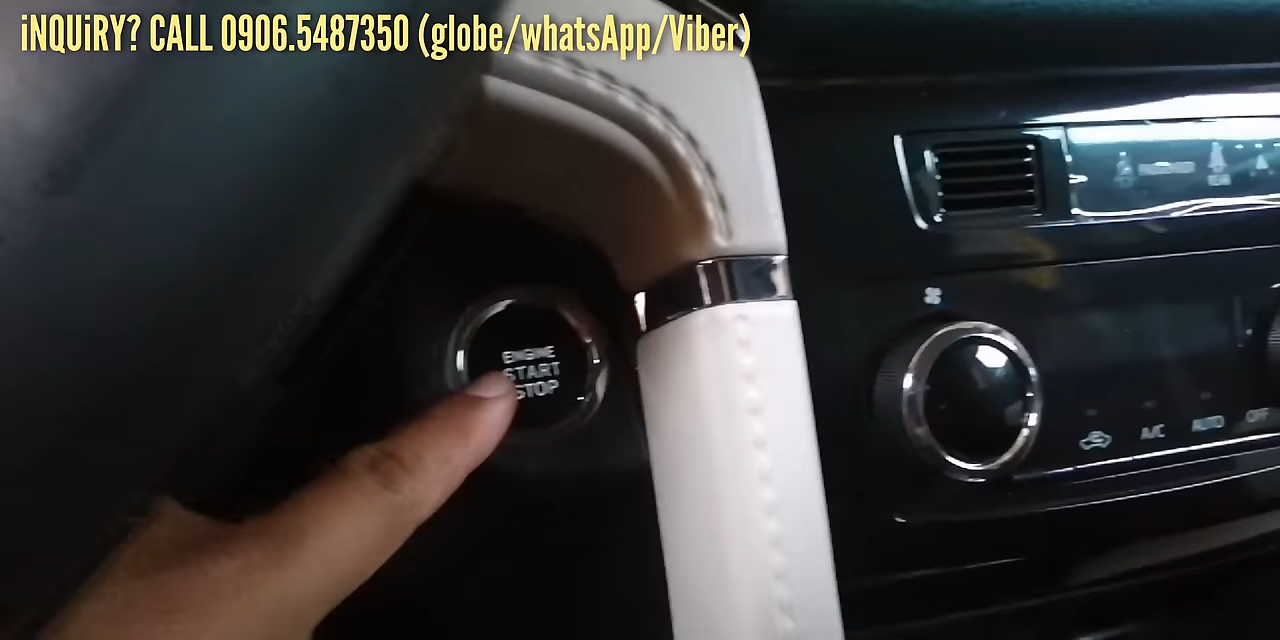 iNQUiRY? CALL 0906.5487350 (globe/whatsApp/Viber)
ENGINE
START
STOP
A/C
AUTO
OFF